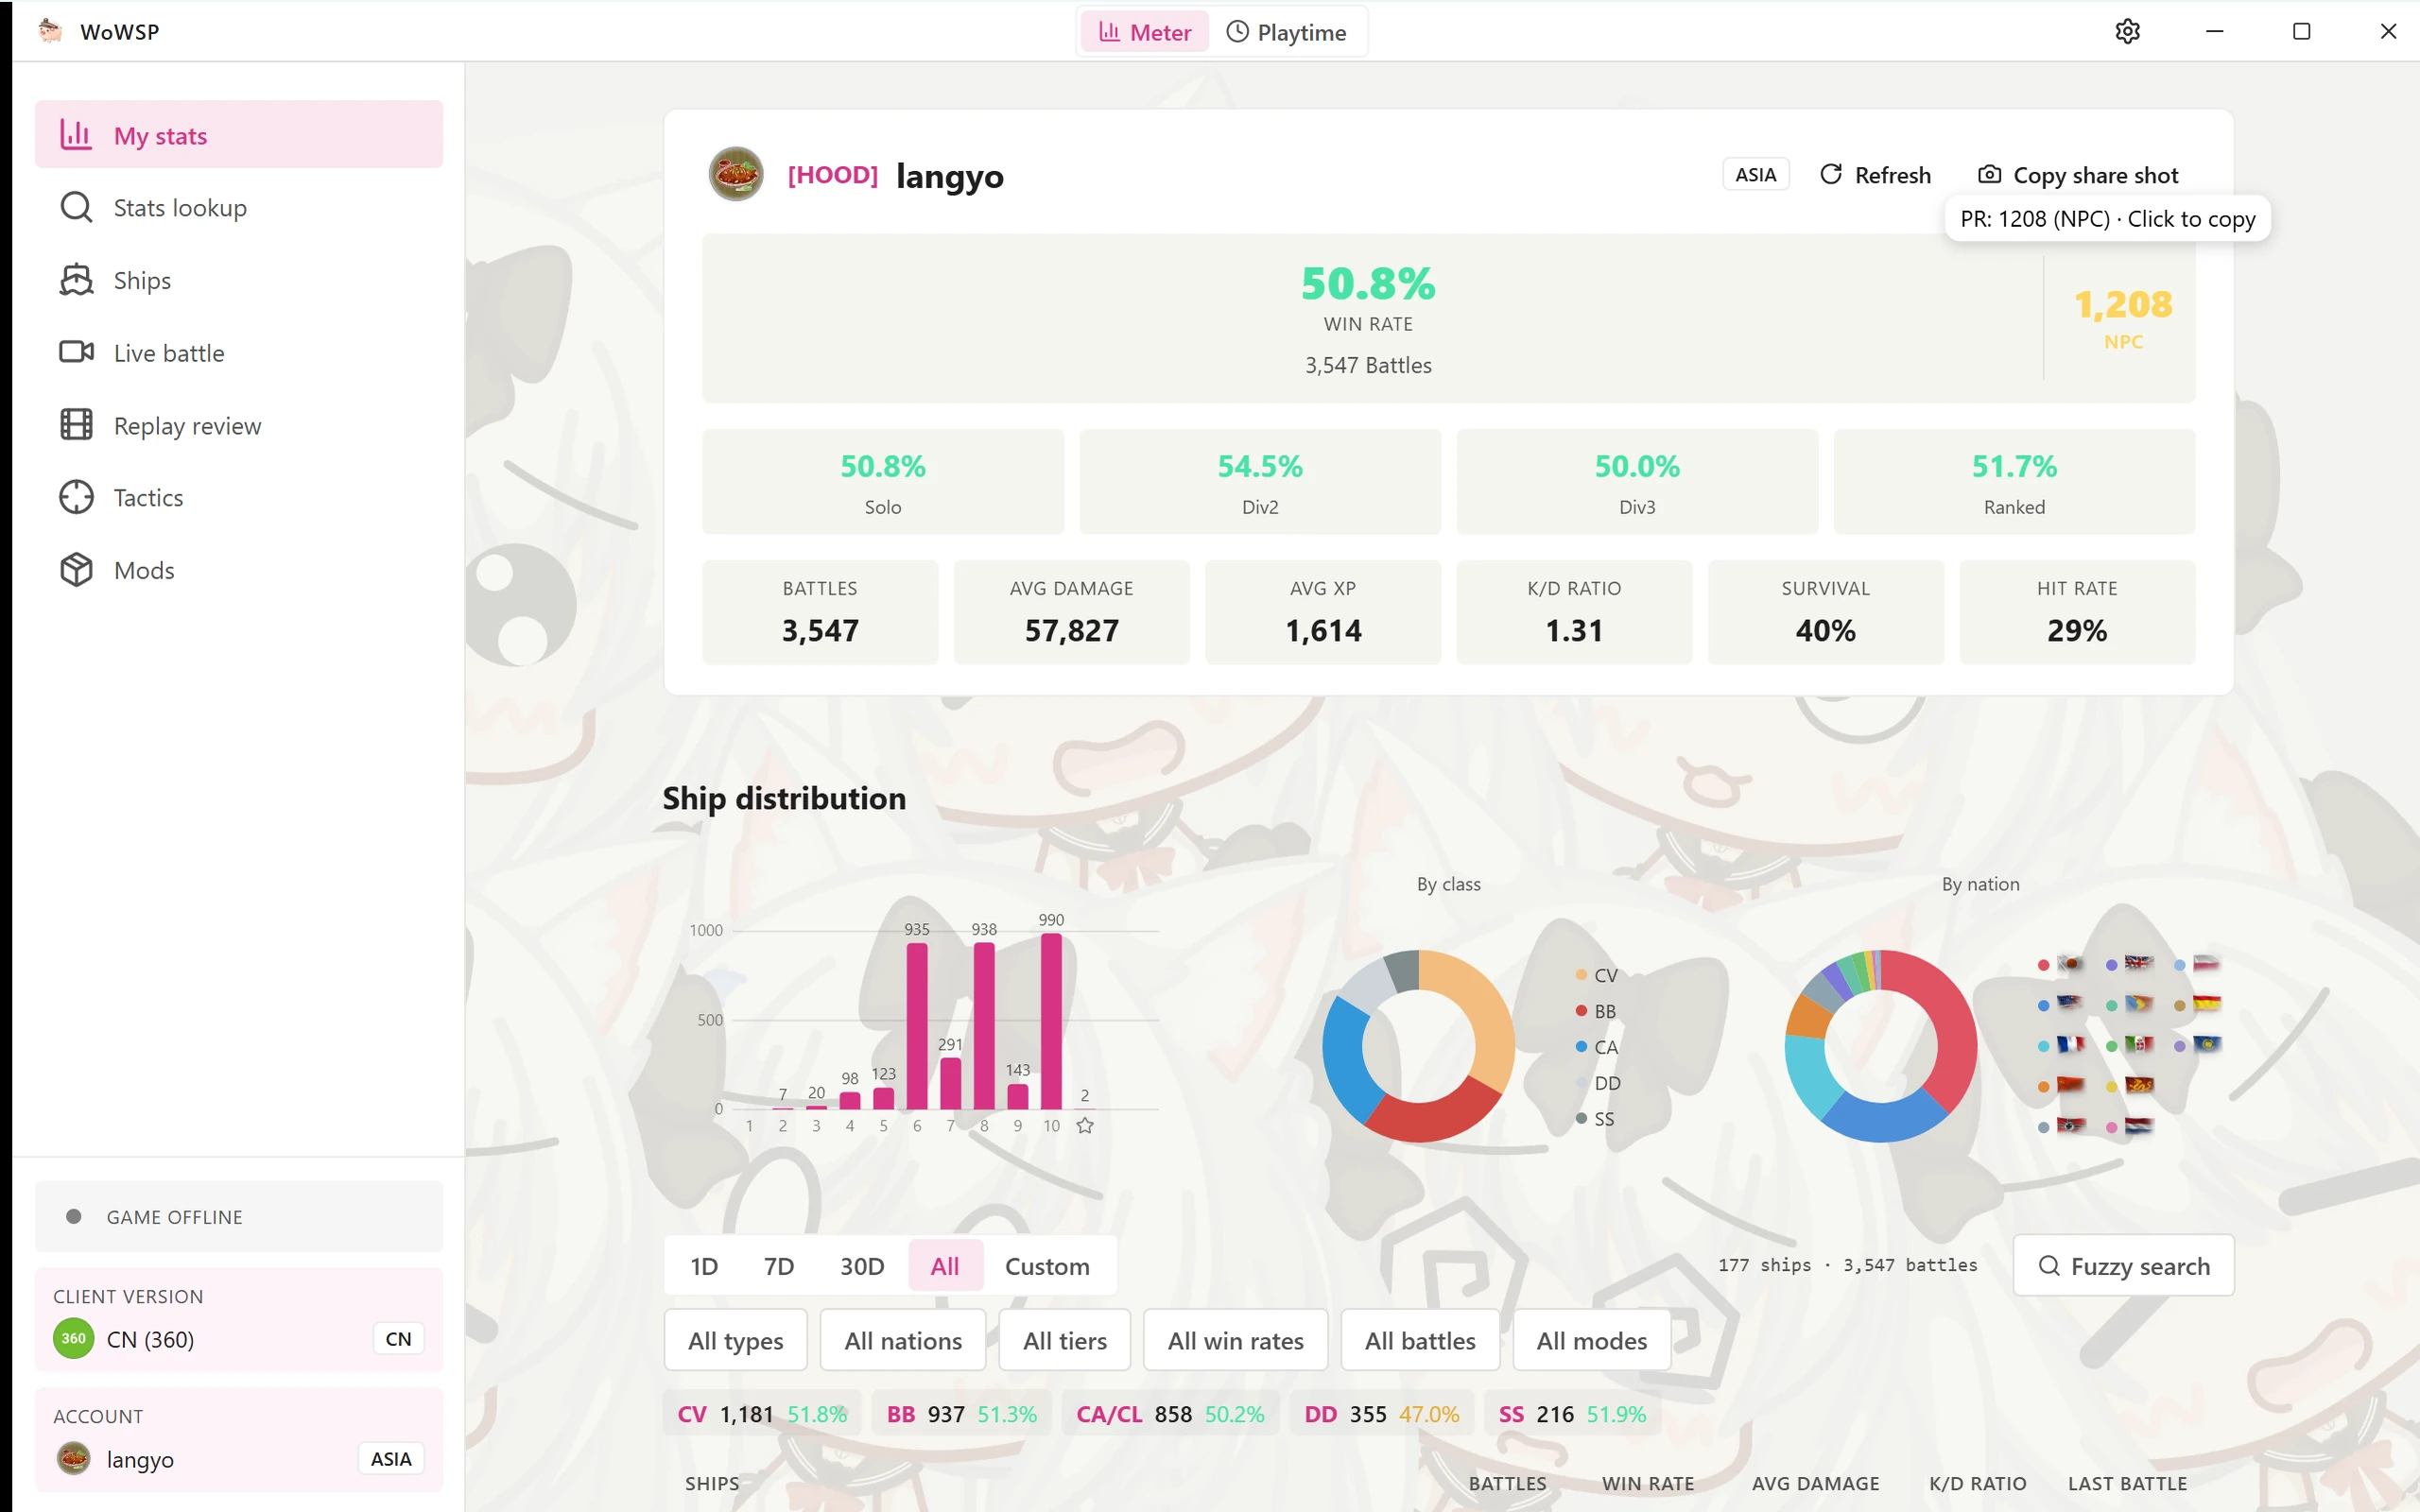 WoWSP
Meter
Playtime
My stats
Stats lookup
Ships
Live battle
Replay review
Tactics
Mods
GAME OFFLINE
CLIENT VERSION
360 CN (360) CN
ACCOUNT
langyo ASIA
[HOOD] langyo
ASIA Refresh Copy share shot
PR: 1208 (NPC) · Click to copy
50.8%
WIN RATE
3,547 Battles
1,208
NPC
50.8%
Solo
54.5%
Div2
50.0%
Div3
51.7%
Ranked
BATTLES
3,547
AVG DAMAGE
57,827
AVG XP
1,614
K/D RATIO
1.31
SURVIVAL
40%
HIT RATE
29%
Ship distribution
1000
500
0
7 20 98 123 935 291 938 143 990 2
1 2 3 4 5 6 7 8 9 10
By class
CV
BB
CA
DD
SS
By nation
1D 7D 30D All Custom
177 ships · 3,547 battles
Fuzzy search
All types All nations All tiers All win rates All battles All modes
CV 1,181 51.8% BB 937 51.3% CA/CL 858 50.2% DD 355 47.0% SS 216 51.9%
SHIPS BATTLES WIN RATE AVG DAMAGE K/D RATIO LAST BATTLE